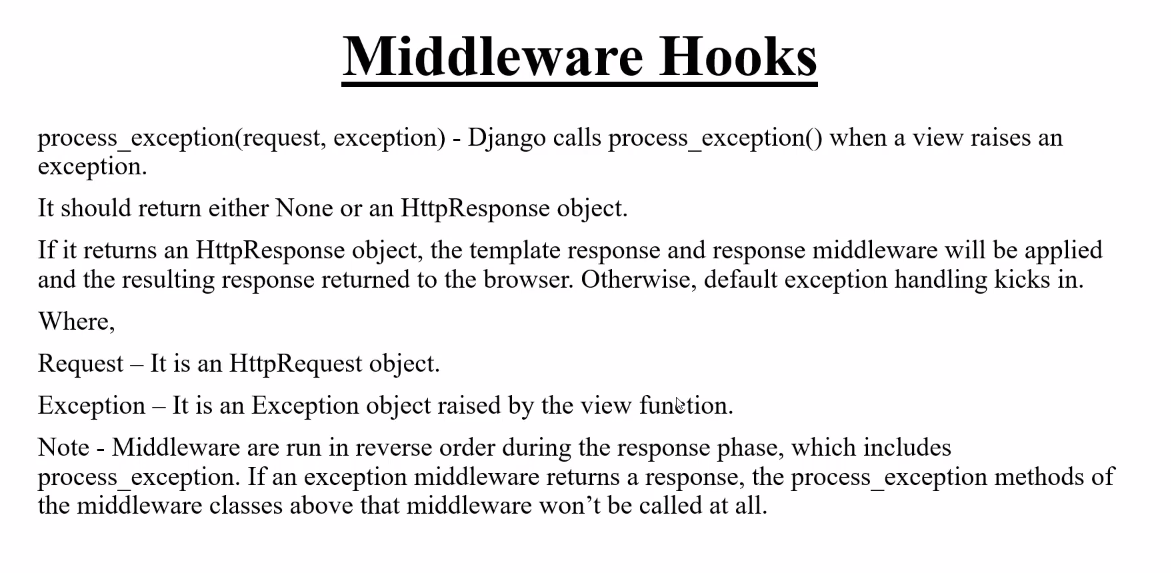 Middleware Hooks
process_exception(request, exception) - Django calls process_exception() when a view raises an
exception.
It should return either None or an HttpResponse object.
If it returns an HttpResponse object, the template response and response middleware will be applied
and the resulting response returned to the browser. Otherwise, default exception handling kicks in.
Where,
Request – It is an HttpRequest object.
Exception – It is an Exception object raised by the view function.
Note - Middleware are run in reverse order during the response phase, which includes
process_exception. If an exception middleware returns a response, the process_exception methods of
the middleware classes above that middleware won’t be called at all.